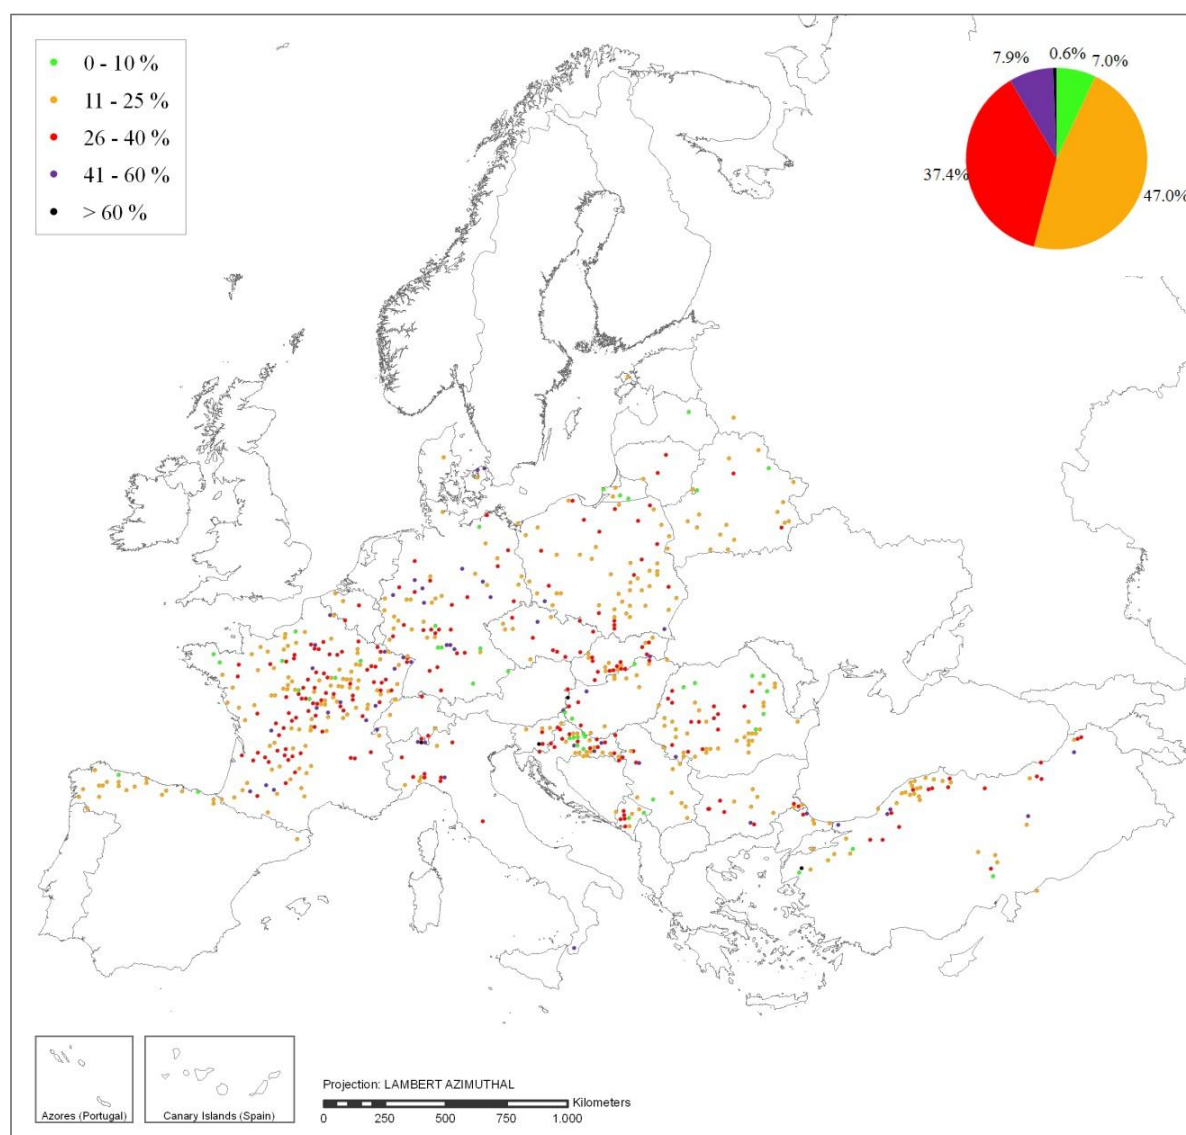 0 - 10 %
11 - 25 %
26 - 40 %
41 - 60 %
> 60 %
7.9%
0.6%
7.0%
37.4%
47.0%
Projection: LAMBERT AZIMUTHAL
Kilometers
0 250 500 750 1.000
Azores (Portugal)
Canary Islands (Spain)